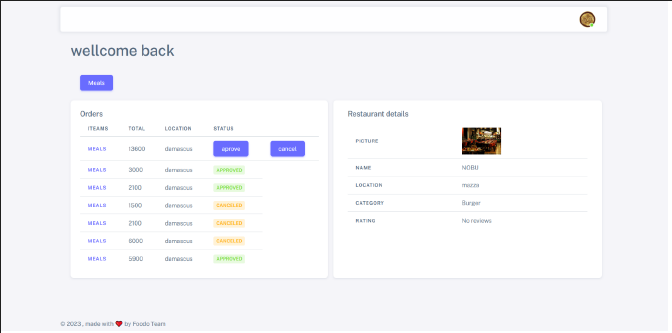 wellcome back
Meals
Orders
ITEAMS TOTAL LOCATION STATUS
MEALS 13800 damascus aprove cancel
MEALS 3000 damascus APPROVED
MEALS 2100 damascus APPROVED
MEALS 1500 damascus CANCELED
MEALS 2100 damascus CANCELED
MEALS 6000 damascus CANCELED
MEALS 5900 damascus APPROVED
Restaurant details
PICTURE
NAME NOBU
LOCATION mazza
CATEGORY Burger
RATING No reviews
© 2023, made with ❤️ by Foodo Team